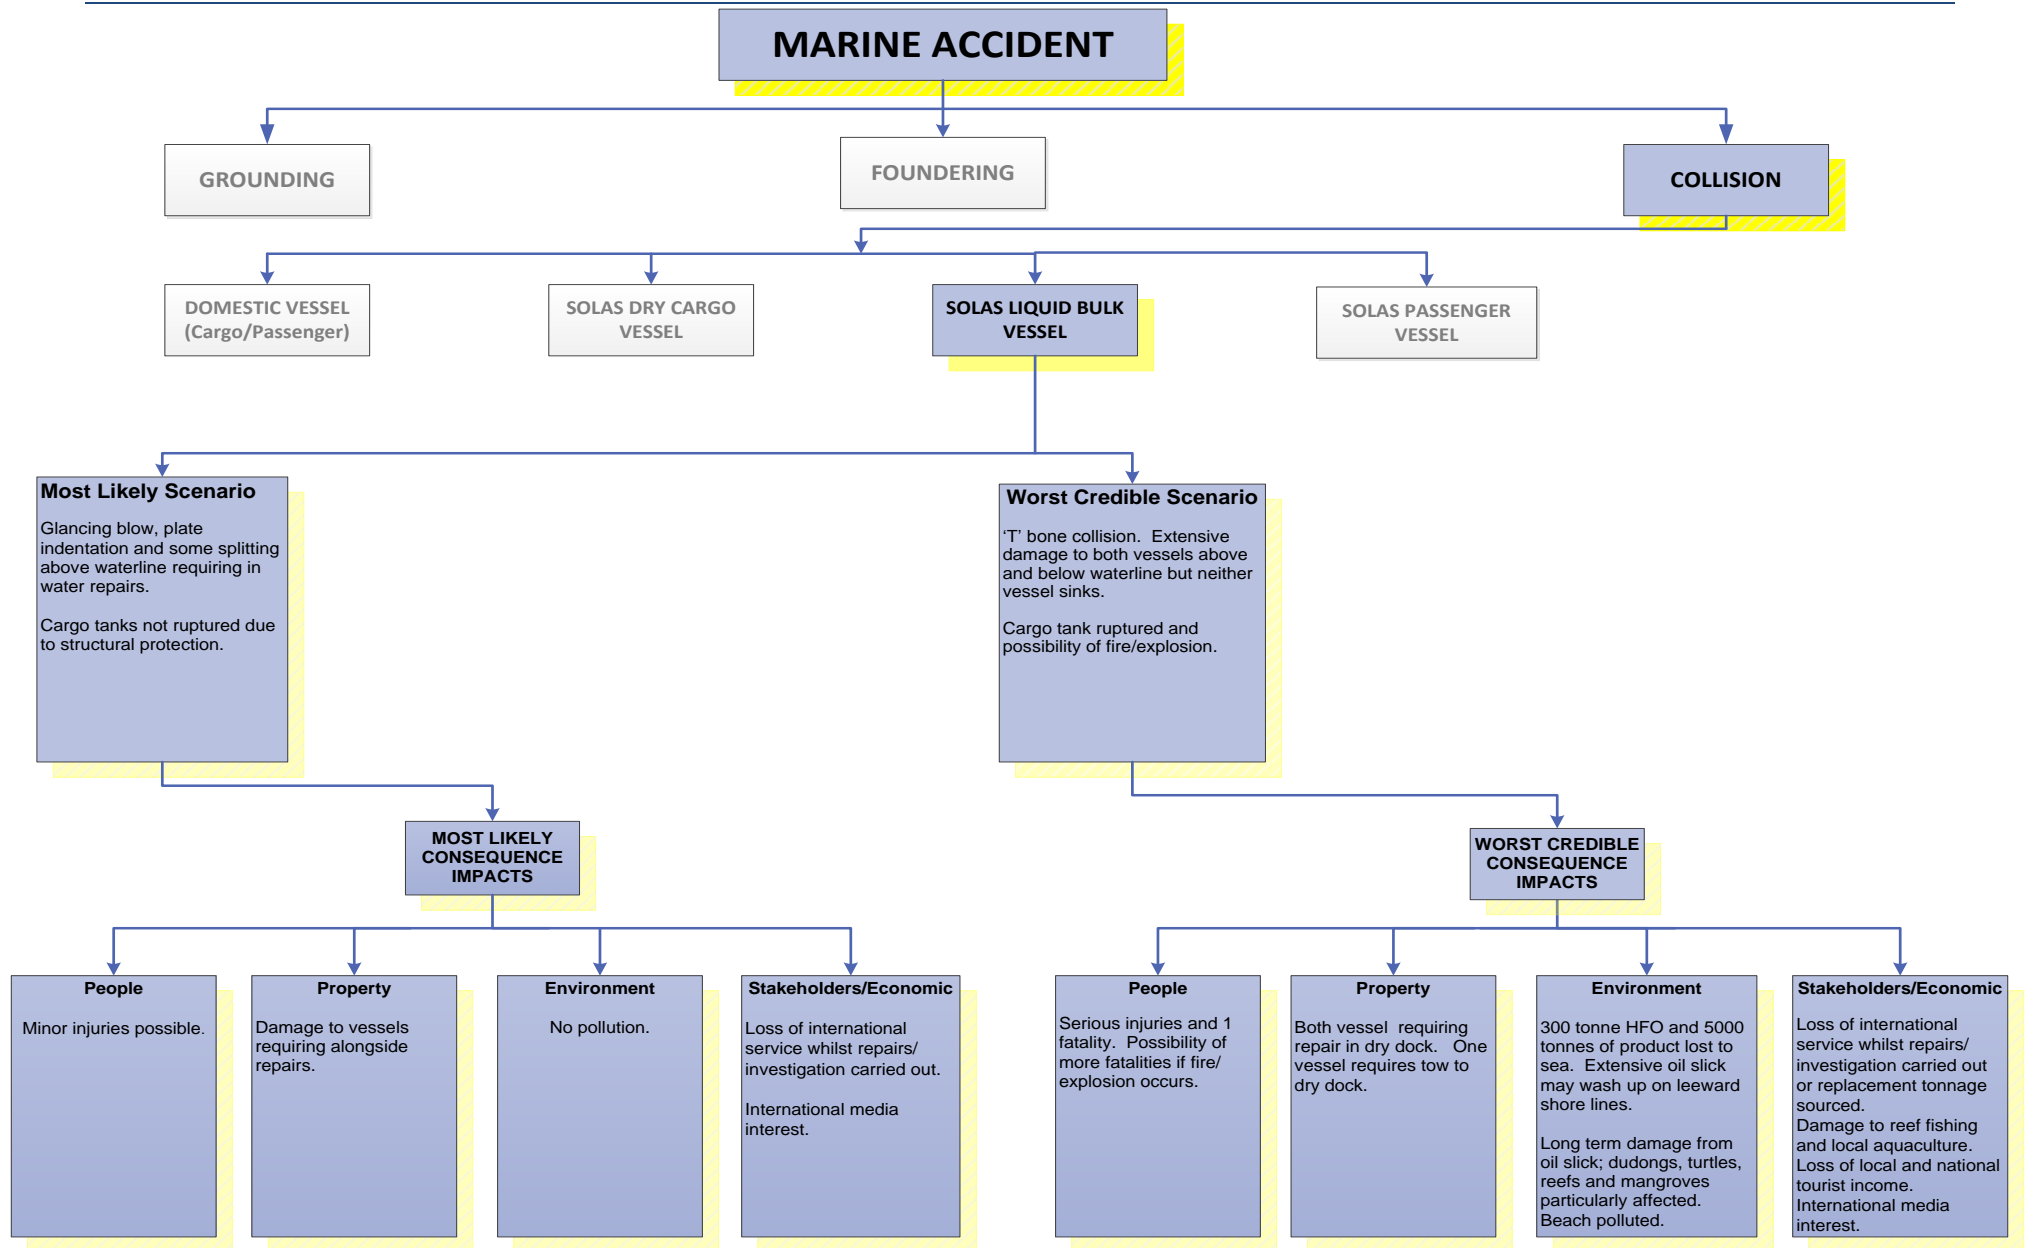 MARINE ACCIDENT
GROUNDING
FOUNDERING
COLLISION
DOMESTIC VESSEL
(Cargo/Passenger)
SOLAS DRY CARGO
VESSEL
SOLAS LIQUID BULK
VESSEL
SOLAS PASSENGER
VESSEL
Most Likely Scenario
Glancing blow, plate
indentation and some splitting
above waterline requiring in
water repairs.
Cargo tanks not ruptured due
to structural protection.
Worst Credible Scenario
‘T’ bone collision.  Extensive
damage to both vessels above
and below waterline but neither
vessel sinks.
Cargo tank ruptured and
possibility of fire/explosion.
MOST LIKELY
CONSEQUENCE
IMPACTS
WORST CREDIBLE
CONSEQUENCE
IMPACTS
People
Minor injuries possible.
Property
Damage to vessels
requiring alongside
repairs.
Environment
No pollution.
Stakeholders/Economic
Loss of international
service whilst repairs/
investigation carried out.
International media
interest.
People
Serious injuries and 1
fatality.  Possibility of
more fatalities if fire/
explosion occurs.
Property
Both vessel  requiring
repair in dry dock.   One
vessel requires tow to
dry dock.
Environment
300 tonne HFO and 5000
tonnes of product lost to
sea.  Extensive oil slick
may wash up on leeward
shore lines.
Long term damage from
oil slick; dudongs, turtles,
reefs and mangroves
particularly affected.
Beach polluted.
Stakeholders/Economic
Loss of international
service whilst repairs/
investigation carried out
or replacement tonnage
sourced.
Damage to reef fishing
and local aquaculture.
Loss of local and national
tourist income.
International media
interest.